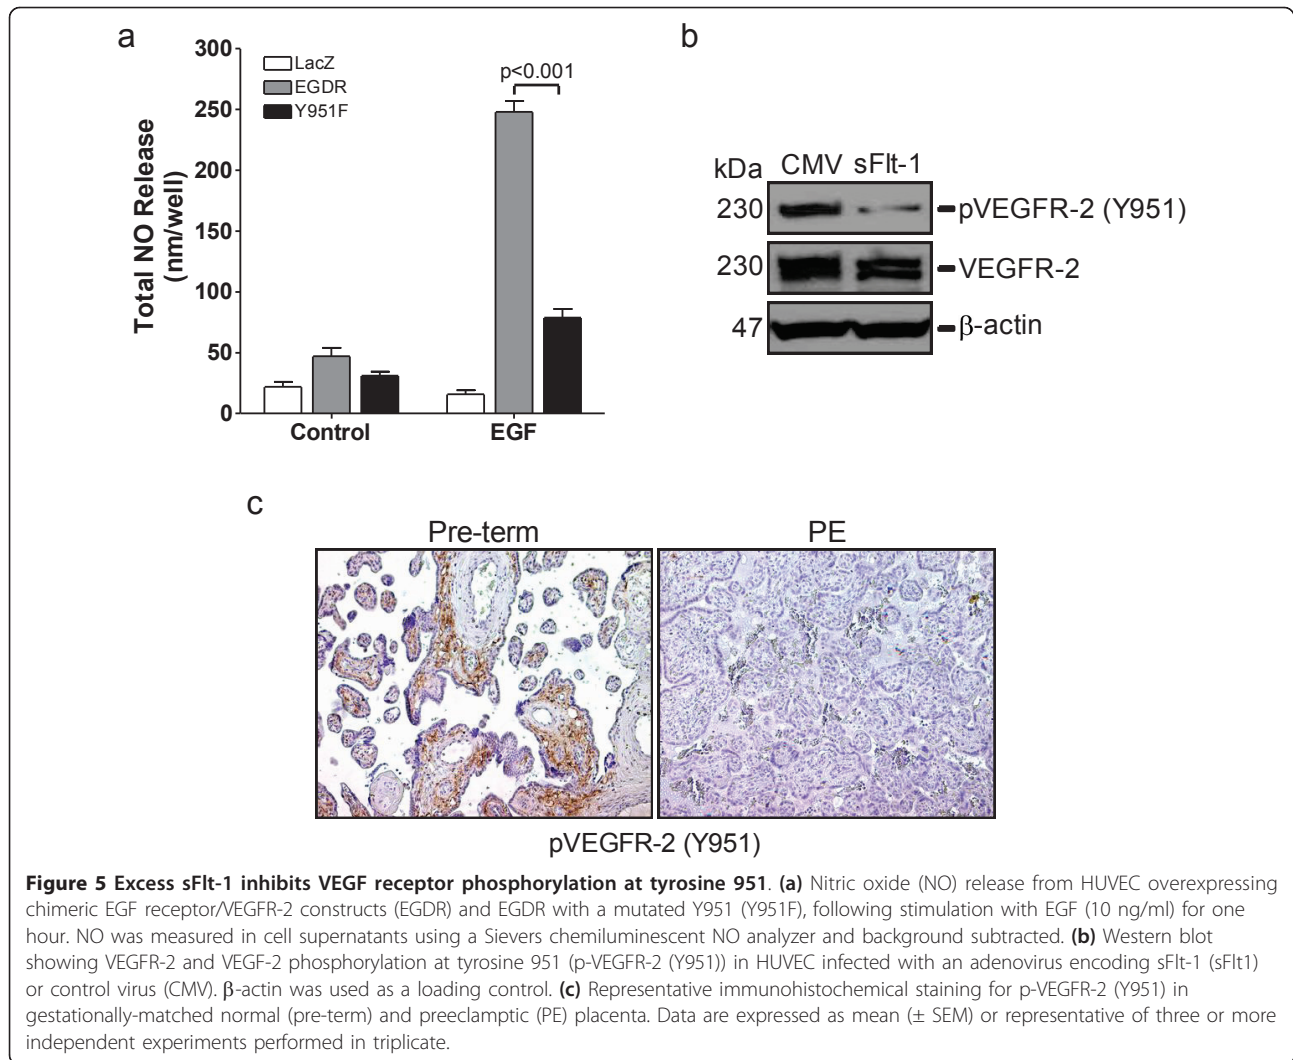 a
300
250
200
150
100
50
0
Total NO Release
(nm/well)
LacZ
EGDR
Y951F
p<0.001
Control
EGF
b
kDa CMV sFlt-1
230 pVEGFR-2 (Y951)
230 VEGFR-2
47 β-actin
c
Pre-term PE
pVEGFR-2 (Y951)
Figure 5 Excess sFlt-1 inhibits VEGF receptor phosphorylation at tyrosine 951. (a) Nitric oxide (NO) release from HUVEC overexpressing
chimeric EGF receptor/VEGFR-2 constructs (EGDR) and EGDR with a mutated Y951 (Y951F), following stimulation with EGF (10 ng/ml) for one
hour. NO was measured in cell supernatants using a Sievers chemiluminescent NO analyzer and background subtracted. (b) Western blot
showing VEGFR-2 and VEGF-2 phosphorylation at tyrosine 951 (p-VEGFR-2 (Y951)) in HUVEC infected with an adenovirus encoding sFlt-1 (sFlt1)
or control virus (CMV). β-actin was used as a loading control. (c) Representative immunohistochemical staining for p-VEGFR-2 (Y951) in
gestationally-matched normal (pre-term) and preeclamptic (PE) placenta. Data are expressed as mean (± SEM) or representative of three or more
independent experiments performed in triplicate.